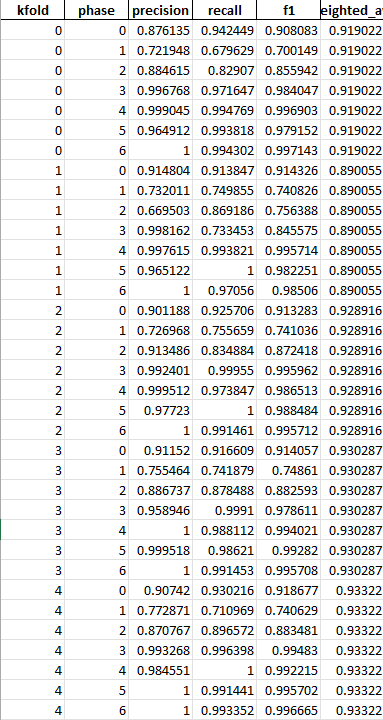 kfold phase precision recall f1 eighted_a
0 0 0.876135 0.942449 0.908083 0.919022
0 1 0.721948 0.679629 0.700149 0.919022
0 2 0.884615 0.82907 0.855942 0.919022
0 3 0.996768 0.971647 0.984047 0.919022
0 4 0.999045 0.994769 0.996903 0.919022
0 5 0.964912 0.993818 0.979152 0.919022
0 6 1 0.994302 0.997143 0.919022
1 0 0.914804 0.913847 0.914326 0.890055
1 1 0.732011 0.749855 0.740826 0.890055
1 2 0.669503 0.869186 0.756388 0.890055
1 3 0.998162 0.733453 0.845575 0.890055
1 4 0.997615 0.993821 0.995714 0.890055
1 5 0.965122 1 0.982251 0.890055
1 6 1 0.97056 0.98506 0.890055
2 0 0.901188 0.925706 0.913283 0.928916
2 1 0.726968 0.755659 0.741036 0.928916
2 2 0.913486 0.834884 0.872418 0.928916
2 3 0.992401 0.99955 0.995962 0.928916
2 4 0.999512 0.973847 0.986513 0.928916
2 5 0.97723 1 0.988484 0.928916
2 6 1 0.991461 0.995712 0.928916
3 0 0.91152 0.916609 0.914057 0.930287
3 1 0.755464 0.741879 0.74861 0.930287
3 2 0.886737 0.878488 0.882593 0.930287
3 3 0.958946 0.9991 0.978611 0.930287
3 4 1 0.988112 0.994021 0.930287
3 5 0.999518 0.98621 0.99282 0.930287
3 6 1 0.991453 0.995708 0.930287
4 0 0.90742 0.930216 0.918677 0.93322
4 1 0.772871 0.710969 0.740629 0.93322
4 2 0.870767 0.896572 0.883481 0.93322
4 3 0.993268 0.996398 0.99483 0.93322
4 4 0.984551 1 0.992215 0.93322
4 5 1 0.991441 0.995702 0.93322
4 6 1 0.993352 0.996665 0.93322